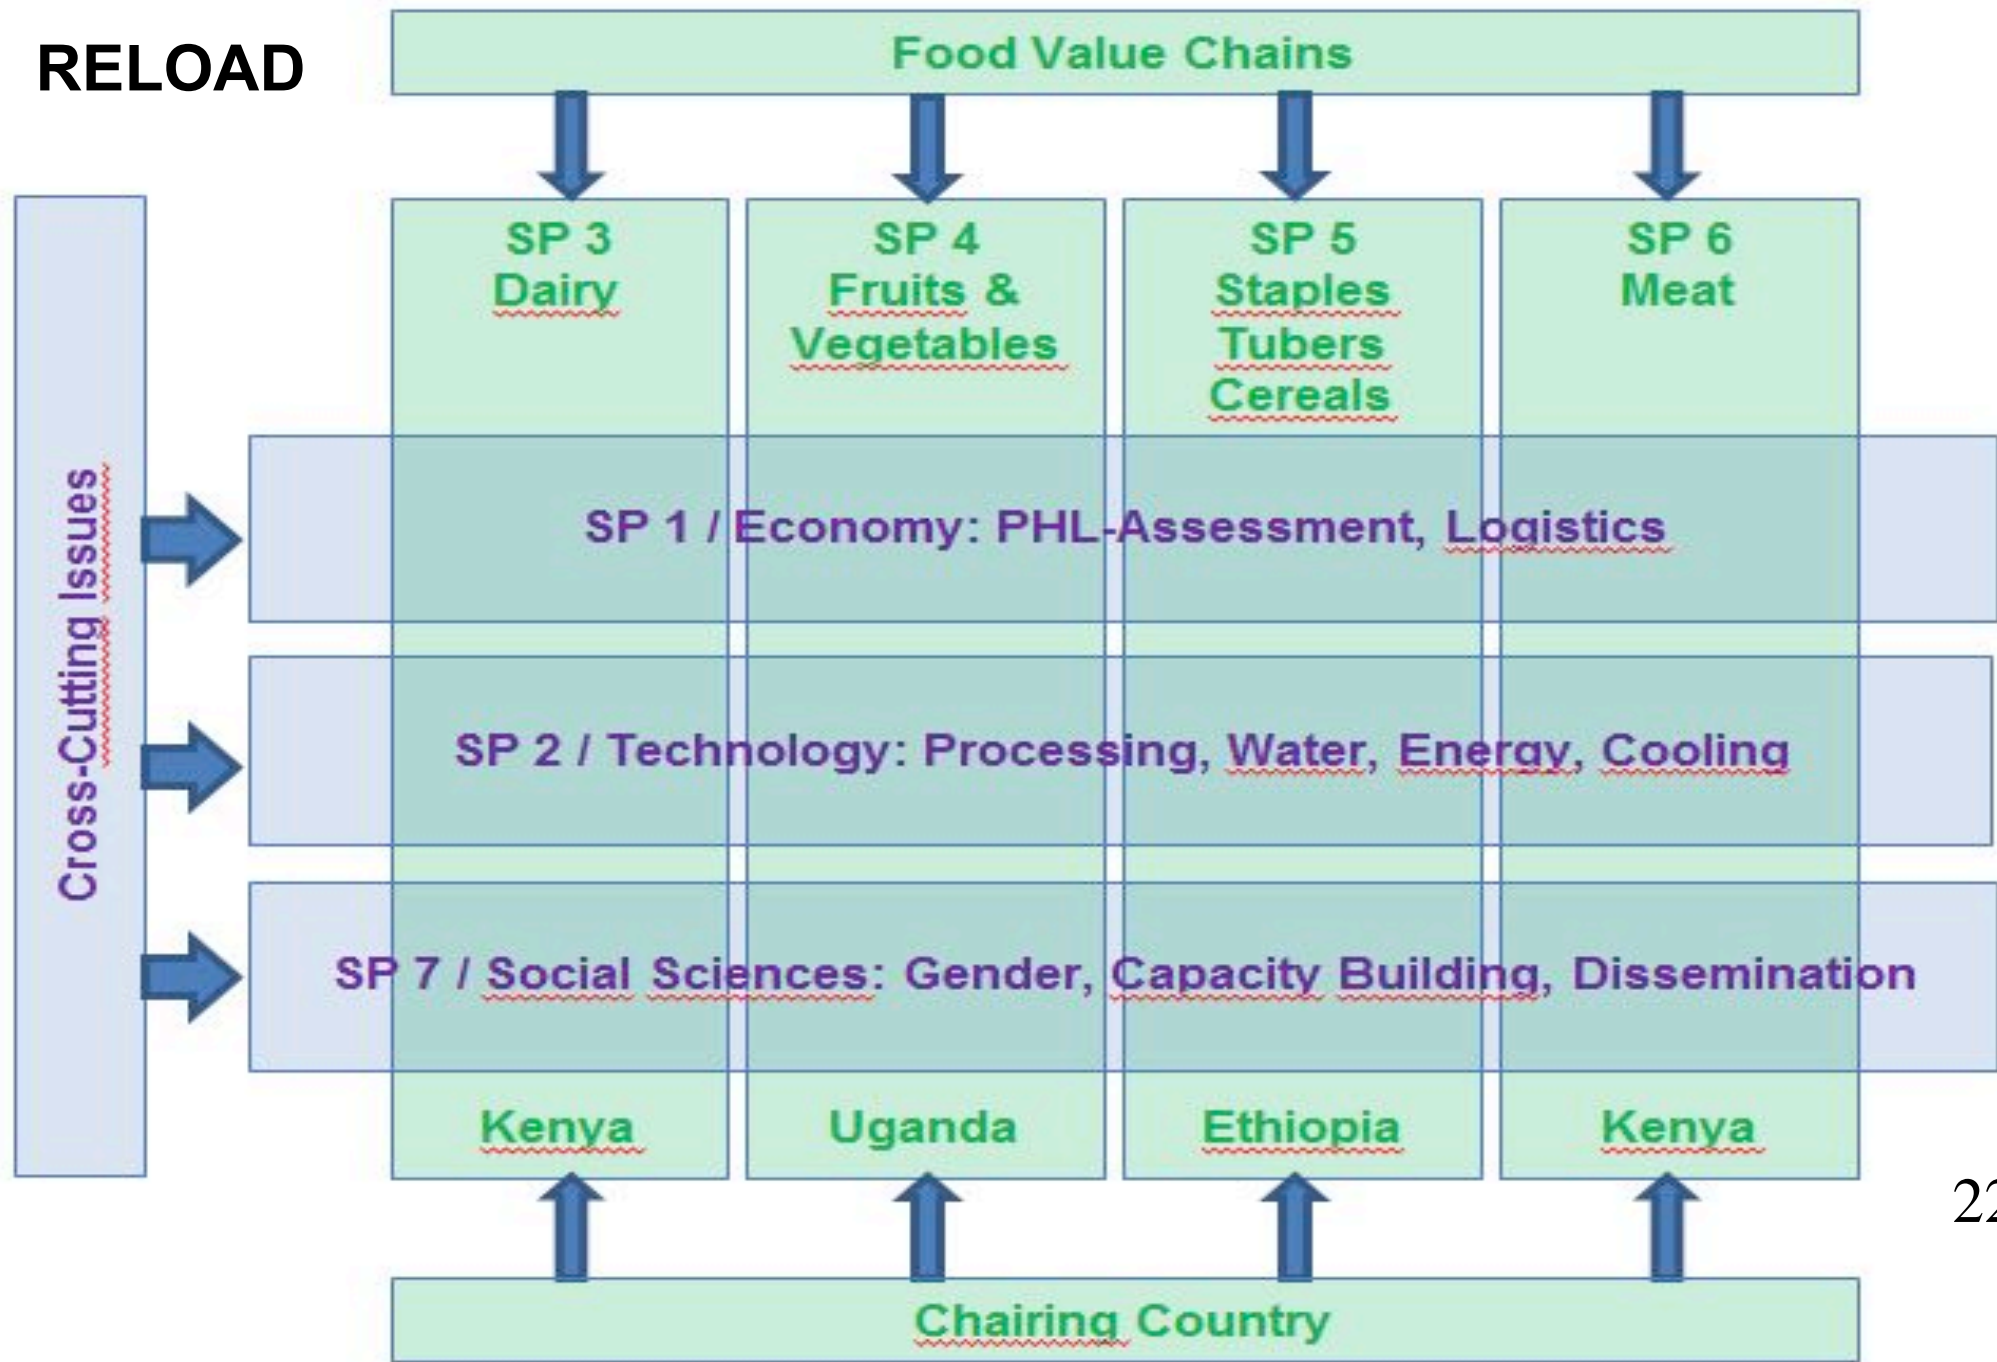 RELOAD
Food Value Chains
SP 3
Dairy
SP 4
Fruits &
Vegetables
SP 5
Staples
Tubers
Cereals
SP 6
Meat
Cross-Cutting Issues
SP 1 / Economy: PHL-Assessment, Logistics
SP 2 / Technology: Processing, Water, Energy, Cooling
SP 7 / Social Sciences: Gender, Capacity Building, Dissemination
Kenya
Uganda
Ethiopia
Kenya
22
Chairing Country